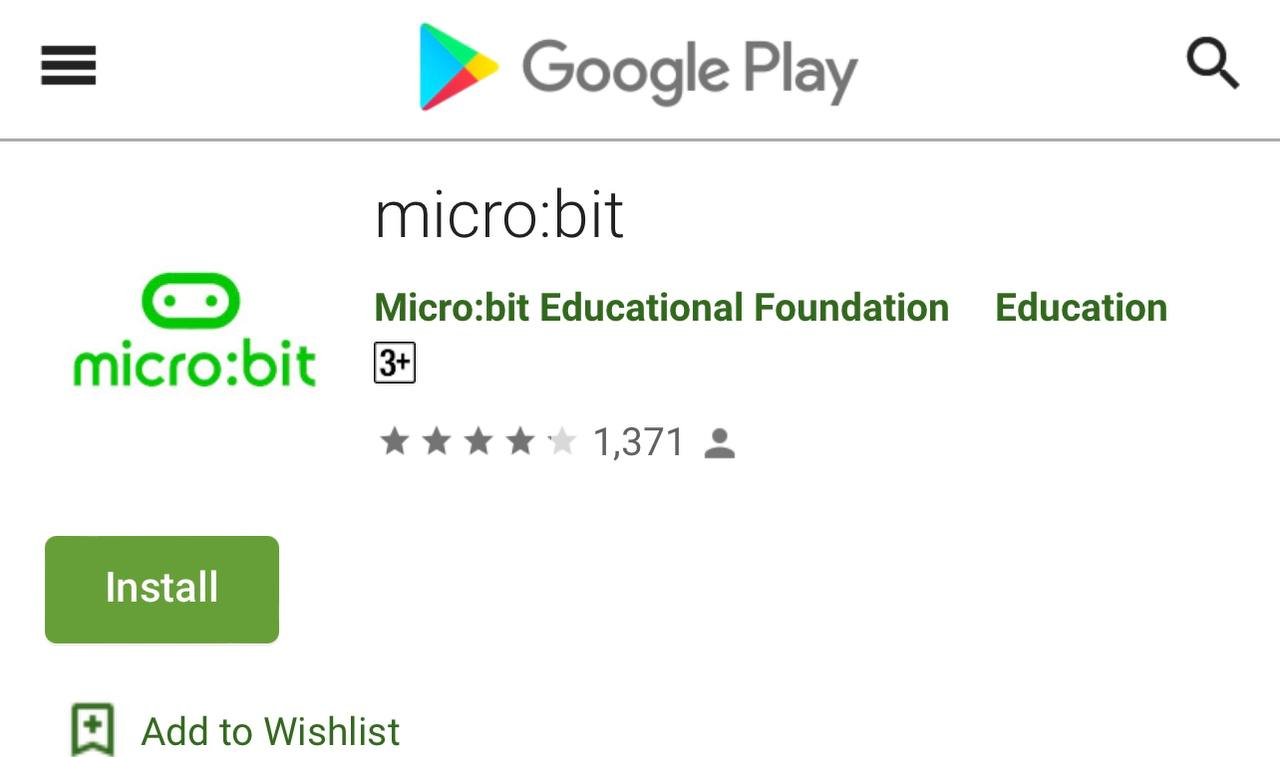 Google Play
micro:bit
micro:bit
Micro:bit Educational Foundation Education
3+
1,371
Install
Add to Wishlist